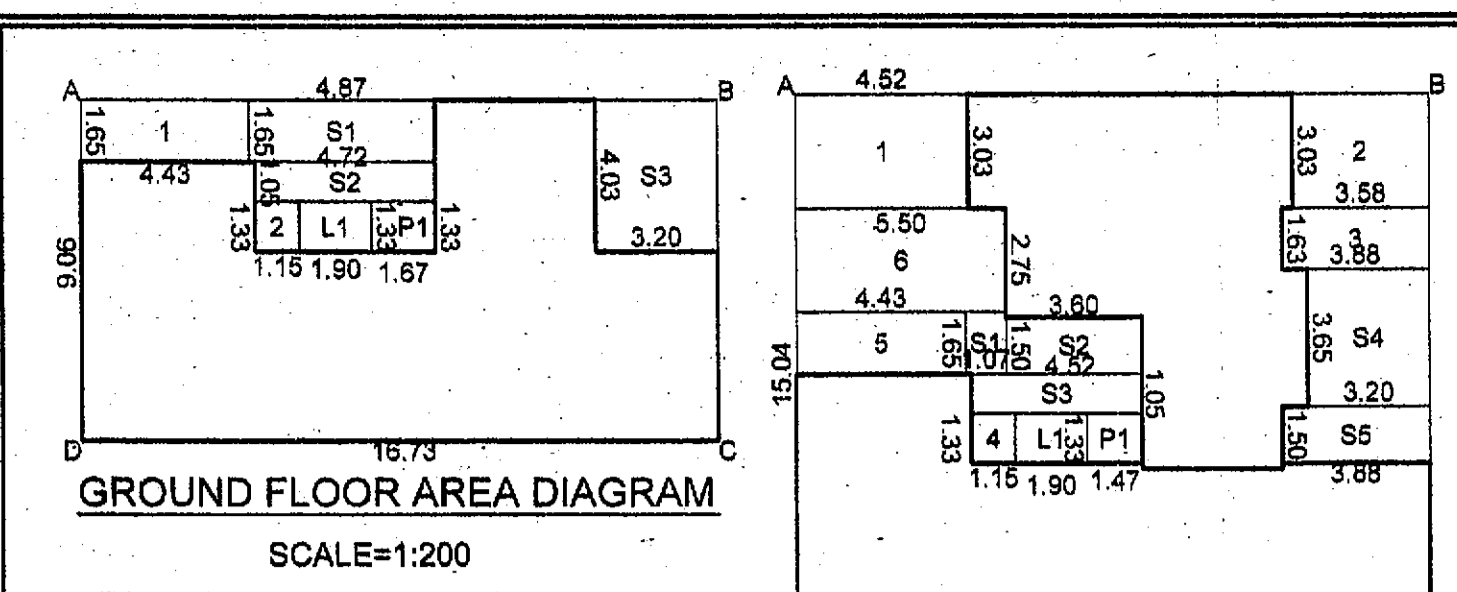 A 4.87 B
1.65 1 1.65 S1
4.43 4.72
1.05 S2 4.03 S3
1.33 2 L1 1.33 P1 1.33 3.20
1.15 1.90 1.67
9.06
D 16.73 C
GROUND FLOOR AREA DIAGRAM
SCALE=1:200
A 4.52 B
1 3.03 3.03 2
3.58
5.50 1.63 3
6 2.75 3.88
4.43 3.60
5 1.65 S1 1.50 S2 3.65 S4
1.07 4.52
15.04 S3 1.05 3.20
1.33 4 L1 1.33 P1 1.50 S5
1.15 1.90 1.47 3.88